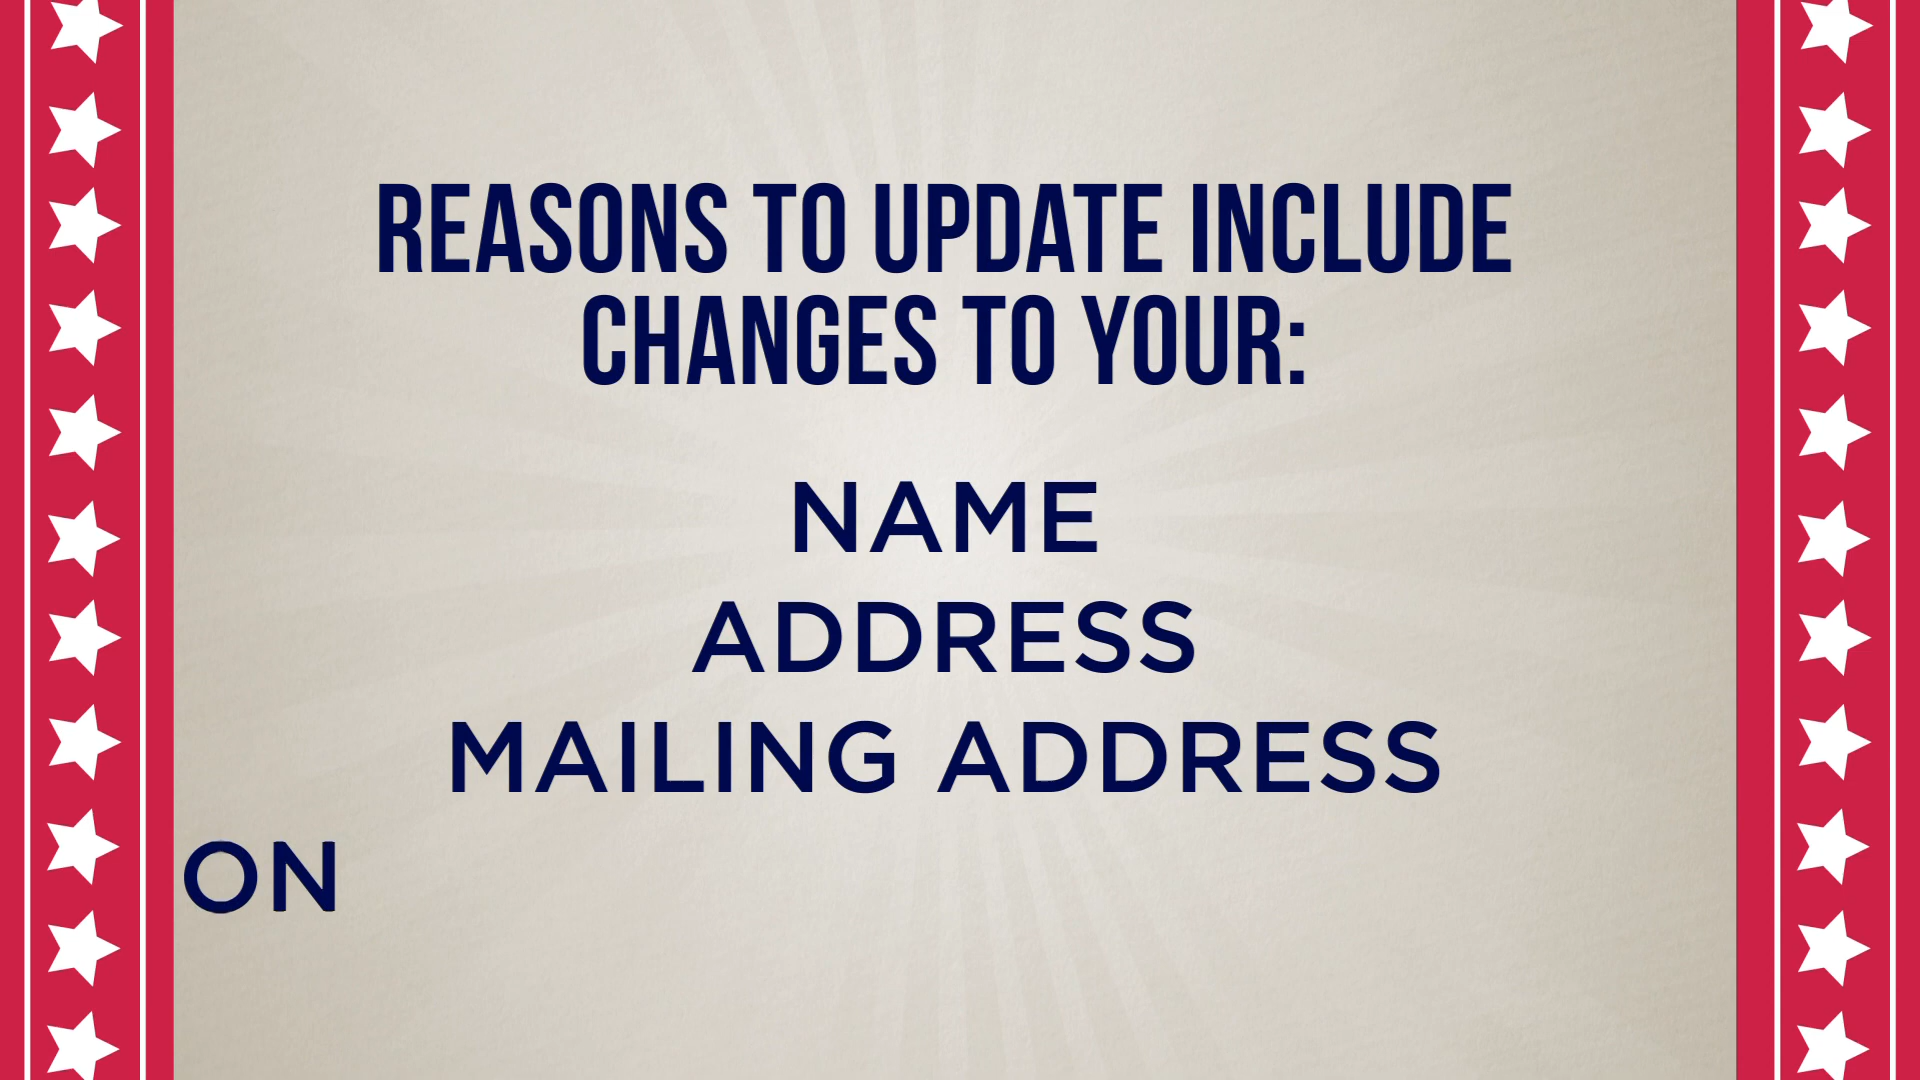 REASONS TO UPDATE INCLUDE
CHANGES TO YOUR:
NAME
ADDRESS
MAILING ADDRESS
ON